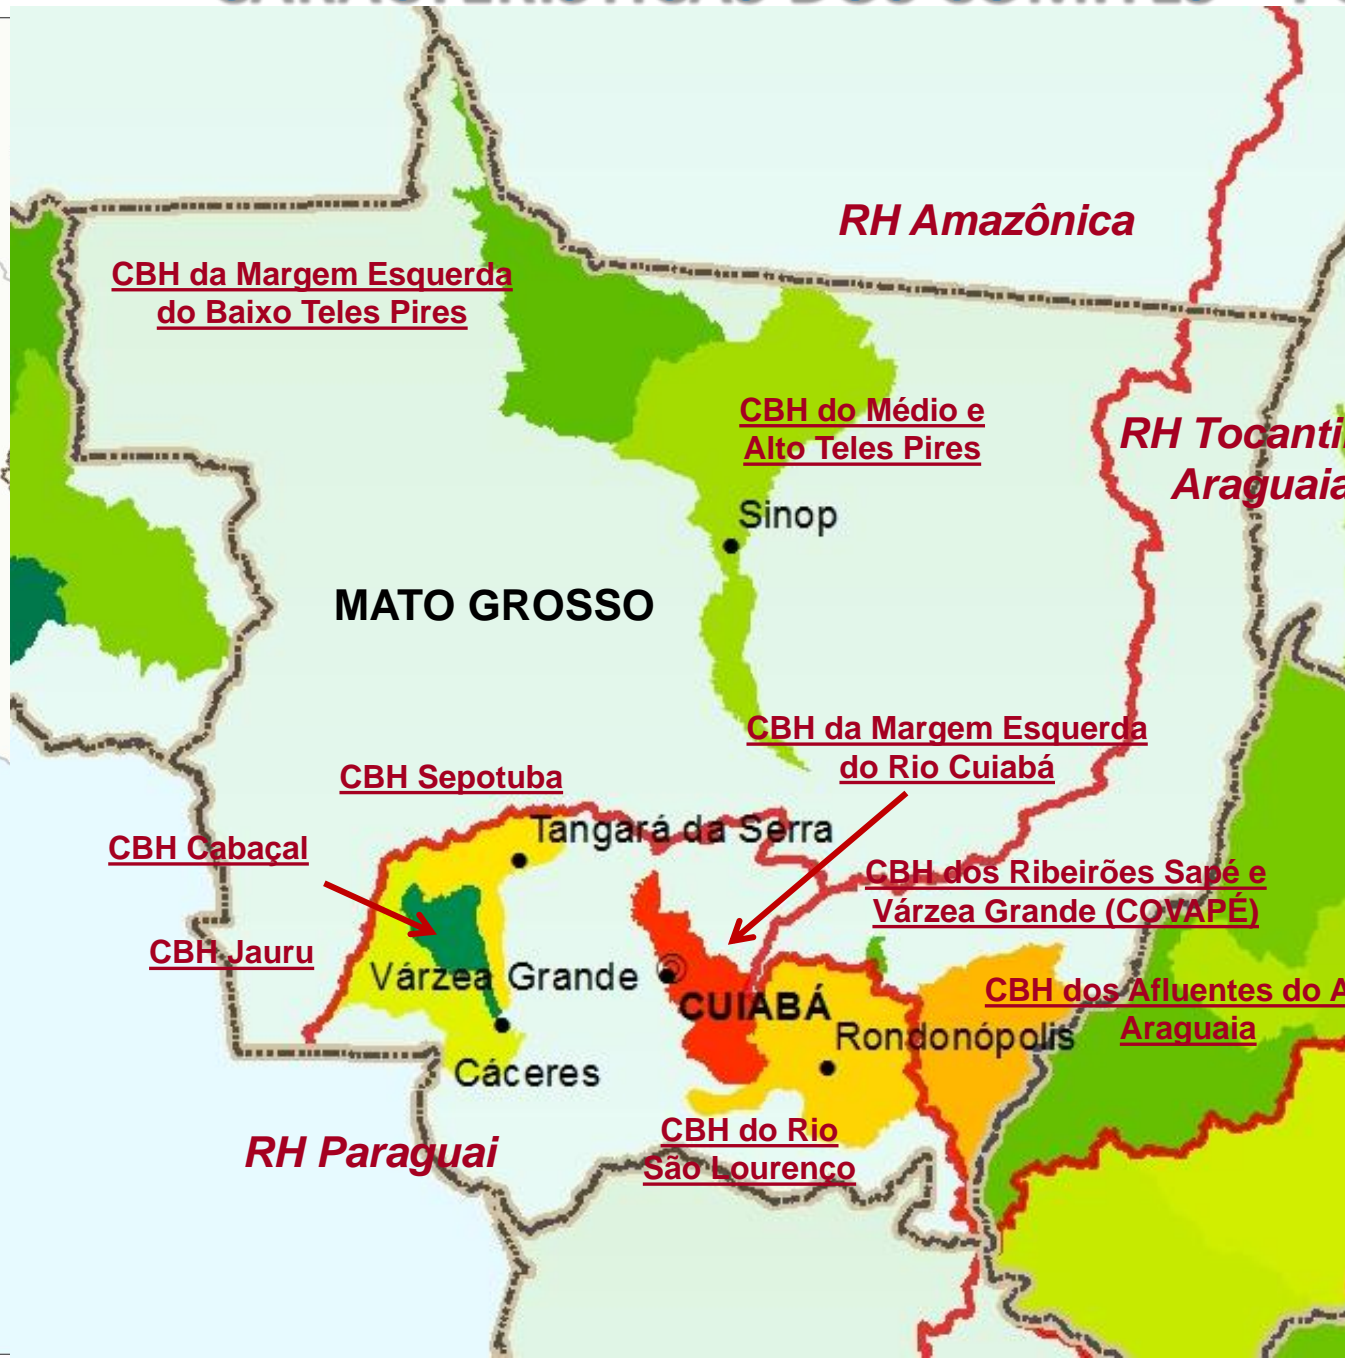 RH Amazônica
CBH da Margem Esquerda
do Baixo Teles Pires
CBH do Médio e
Alto Teles Pires
RH
Araguaia
Sinop
MATO GROSSO
CBH da Margem Esquerda
do Rio Cuiabá
CBH Sepotuba
Tangará da Serra
CBH Cabaçal
CBH dos Ribeirões Sapé e
Várzea Grande (COVAPÉ)
CBH Jauru
Várzea Grande
CUIABÁ
CBH dos Afluentes do
Araguaia
Rondonópolis
Cáceres
CBH do Rio
São Lourenço
RH Paraguai